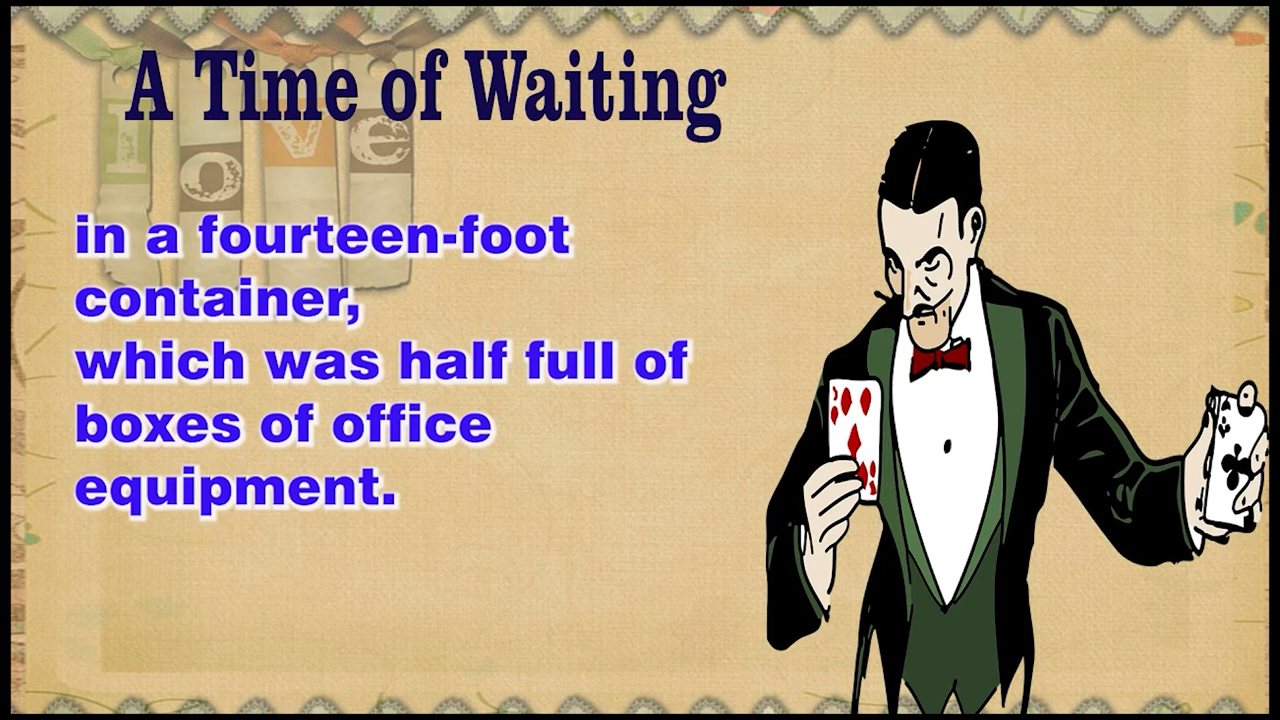 A Time of Waiting
love
in a fourteen-foot
container,
which was half full of
boxes of office
equipment.